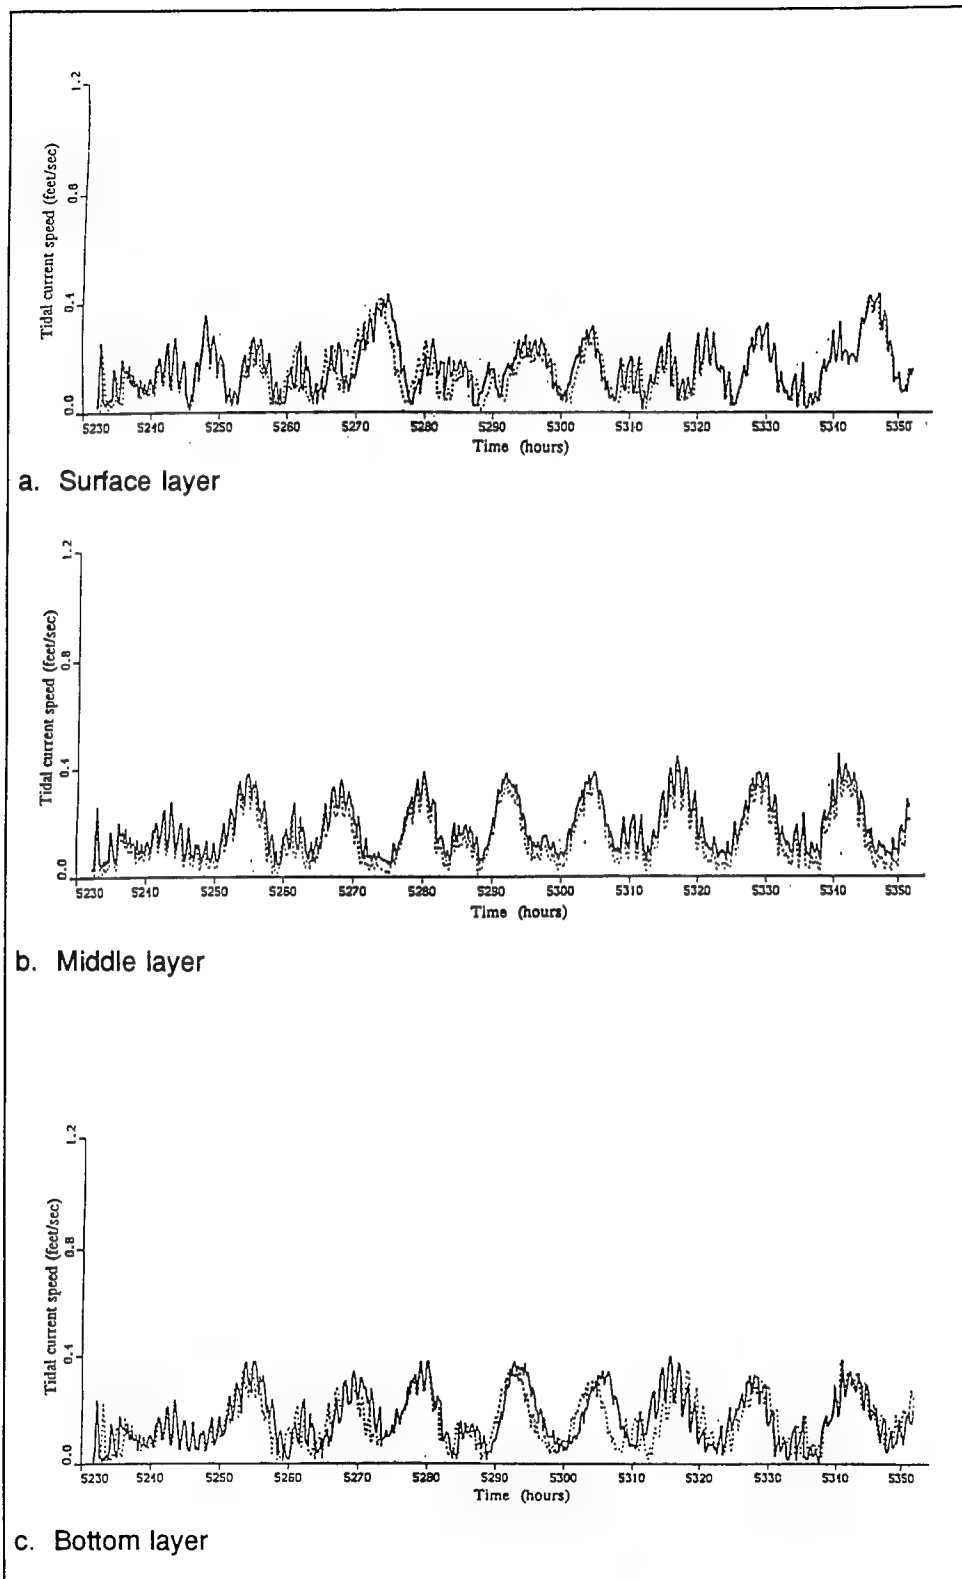 1.2
0.8
0.4
0.0
Tidal current speed (feet/sec)
5230 5240 5250 5260 5270 5280 5290 5300 5310 5320 5330 5340 5350
Time (hours)
a. Surface layer
1.2
0.8
0.4
0.0
Tidal current speed (feet/sec)
5230 5240 5250 5260 5270 5280 5290 5300 5310 5320 5330 5340 5350
Time (hours)
b. Middle layer
1.2
0.8
0.4
0.0
Tidal current speed (feet/sec)
5230 5240 5250 5260 5270 5280 5290 5300 5310 5320 5330 5340 5350
Time (hours)
c. Bottom layer